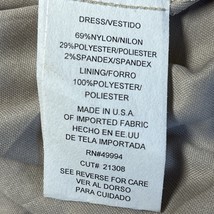 DRESS/VESTIDO
69%NYLON/NILON
29%POLYESTER/POLIESTER
2%SPANDEX/SPANDEX
LINING/FORRO
100%POLYESTER/
POLIESTER
MADE IN U.S.A.
OF IMPORTED FABRIC
HECHO EN EE.UU
DE TELA IMPORTADA
RN#49994
CUT# 21308
SEE REVERSE FOR CARE
VER AL DORSO
PARA CUIDADO